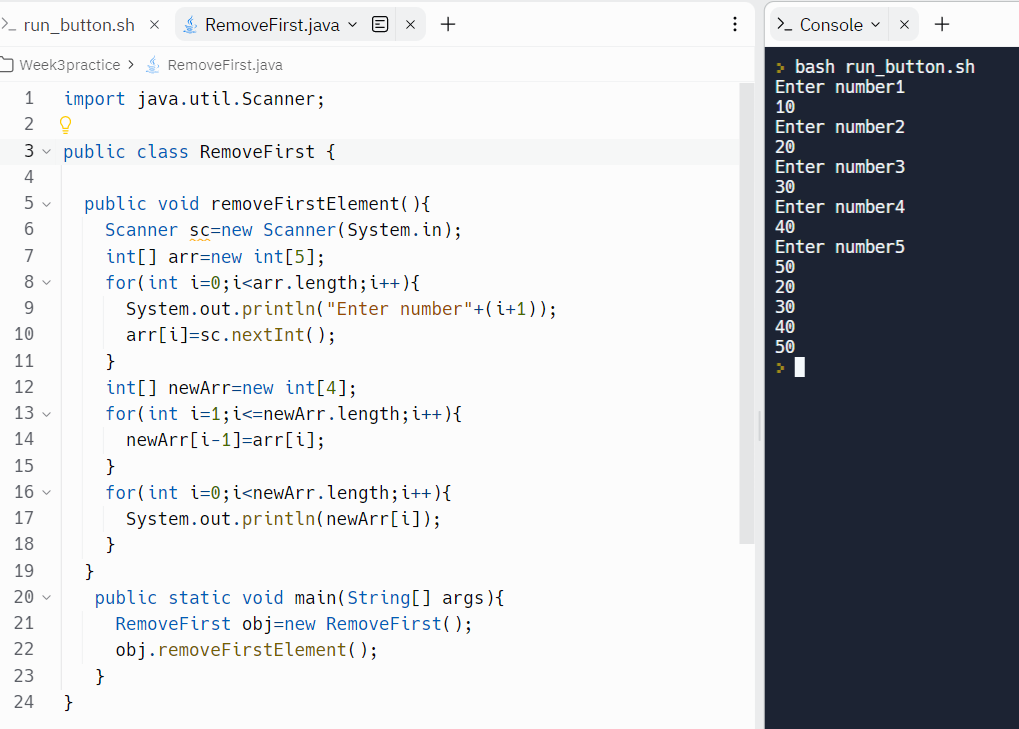 run_button.sh RemoveFirst.java
Week3practice > RemoveFirst.java
1 import java.util.Scanner;
2
3 public class RemoveFirst {
4
5 public void removeFirstElement(){
6 Scanner sc=new Scanner(System.in);
7 int[] arr=new int[5];
8 for(int i=0;i<arr.length;i++){
9 System.out.println("Enter number"+(i+1));
10 arr[i]=sc.nextInt();
11 }
12 int[] newArr=new int[4];
13 for(int i=1;i<=newArr.length;i++){
14 newArr[i-1]=arr[i];
15 }
16 for(int i=0;i<newArr.length;i++){
17 System.out.println(newArr[i]);
18 }
19 }
20 public static void main(String[] args){
21 RemoveFirst obj=new RemoveFirst();
22 obj.removeFirstElement();
23 }
24 }
Console
> bash run_button.sh
Enter number1
10
Enter number2
20
Enter number3
30
Enter number4
40
Enter number5
50
20
30
40
50
>